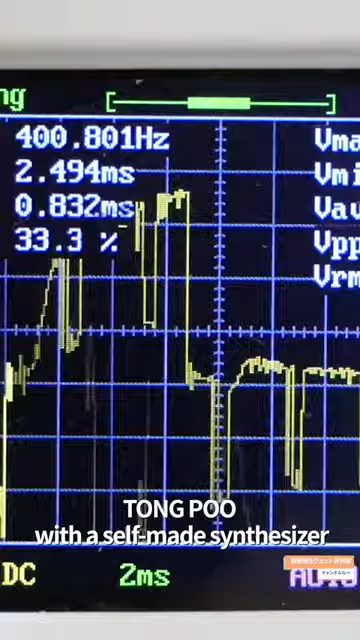 ng
400.801Hz
2.494ms
0.832ms
33.3 %
Vma
Vmi
Vav
Vpp
Vrm
TONG POO
with a self-made synthesizer
DC
2ms
AUTO